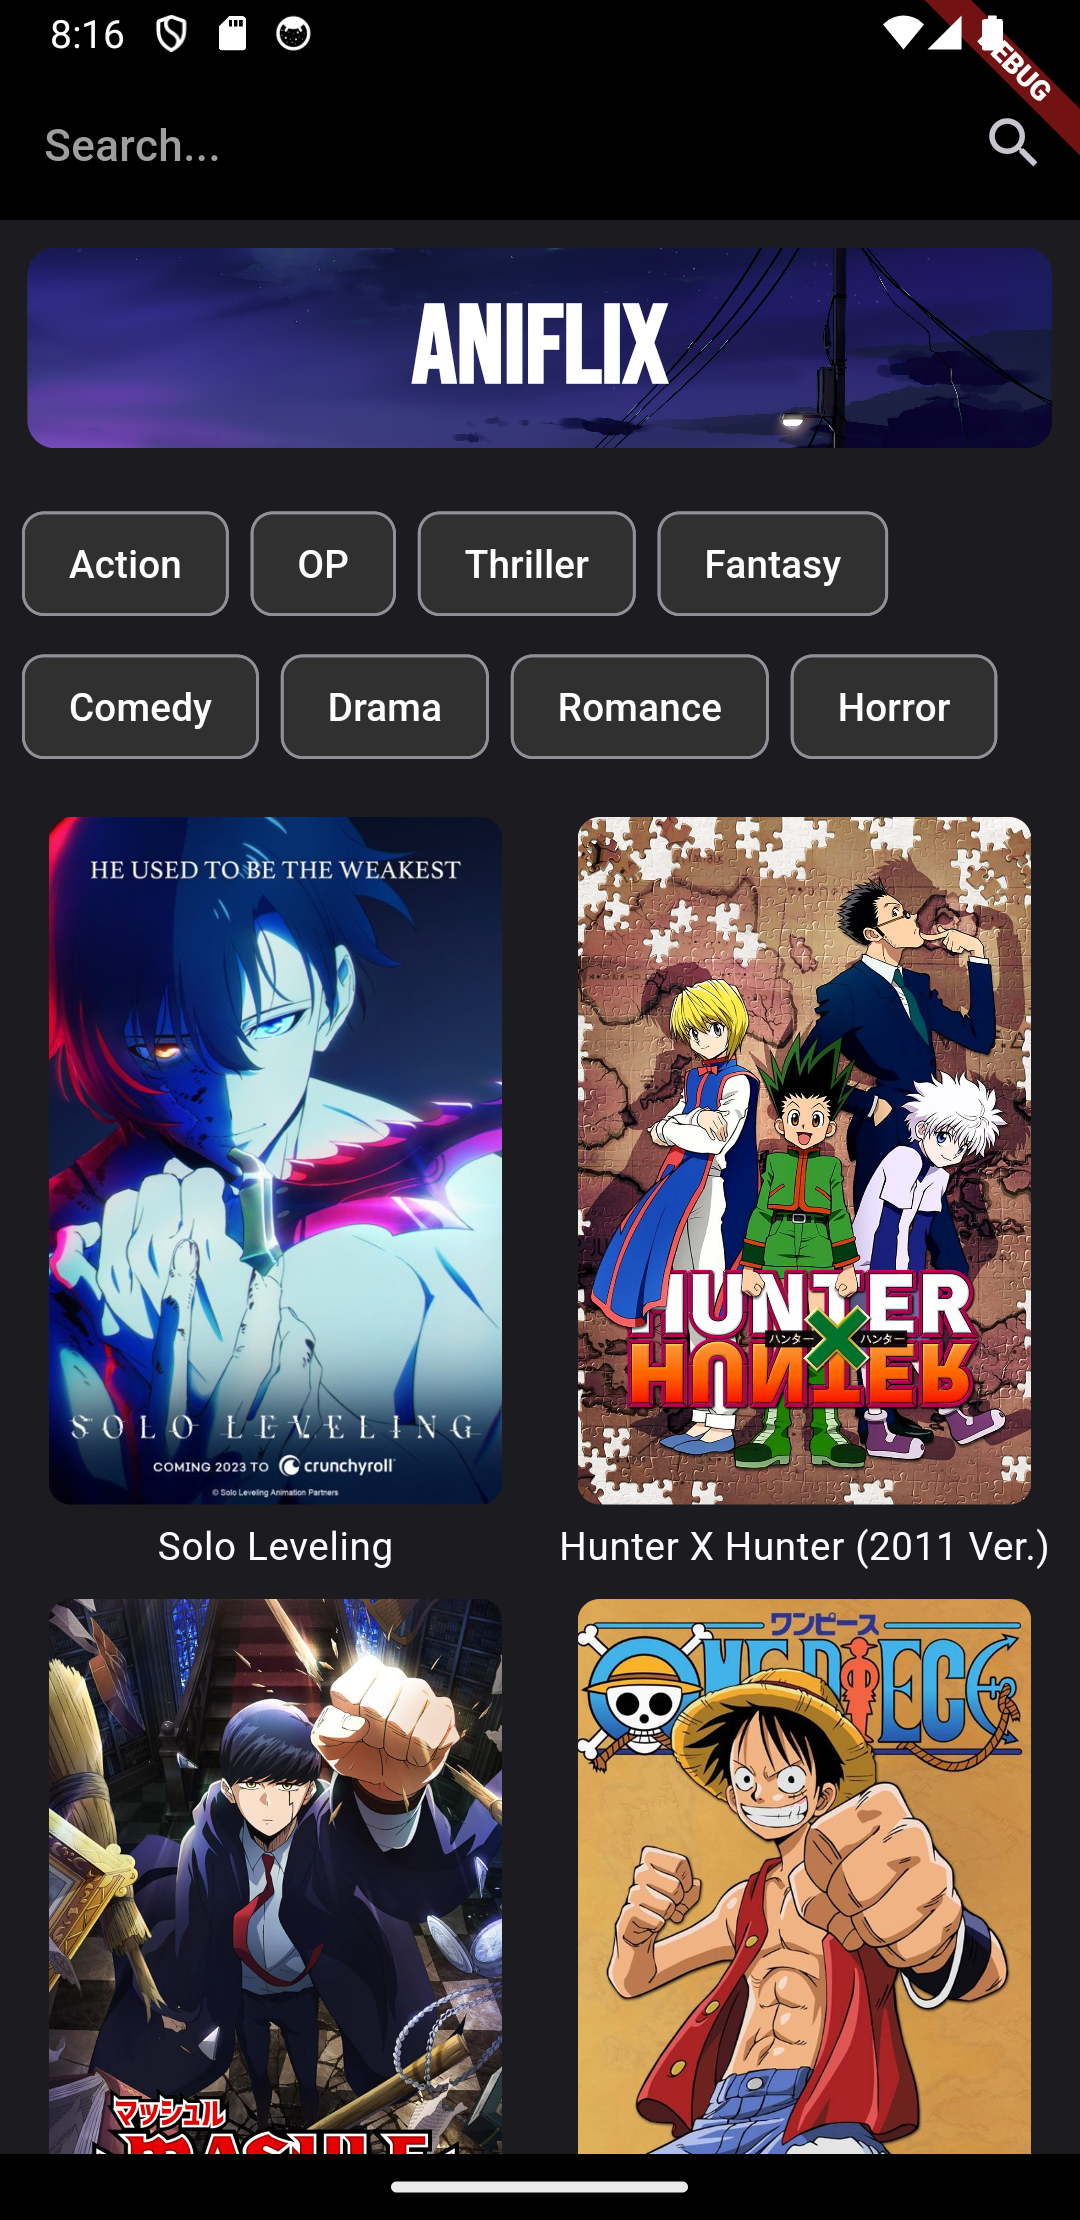 8:16
DEBUG
Search...
ANIFLIX
Action
OP
Thriller
Fantasy
Comedy
Drama
Romance
Horror
HE USED TO BE THE WEAKEST
SOLO LEVELING
COMING 2023 TO crunchyroll
© Solo Leveling Animation Partners
HUNTER
ハンター X ハンター
HUNTER
Solo Leveling
Hunter X Hunter (2011 Ver.)
マッシュル
MASHLE
ワンピース
ONE PIECE